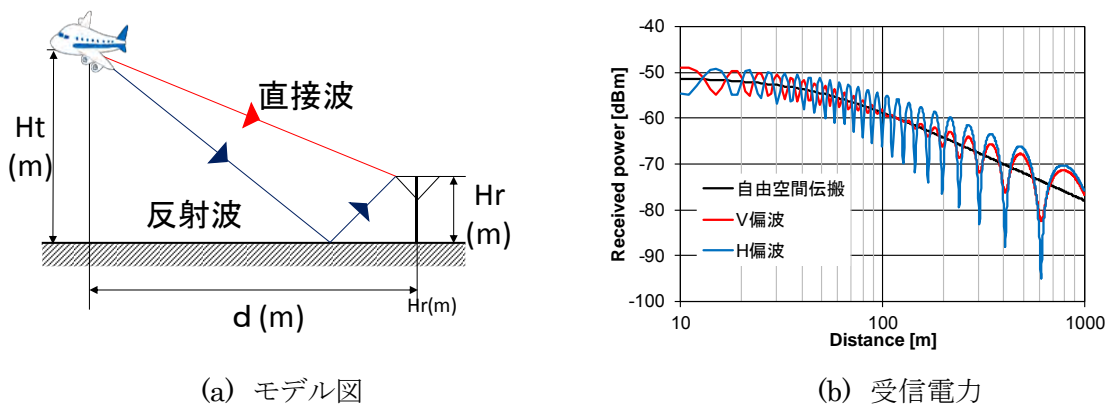 直接波
Ht
(m)
反射波
Hr
(m)
Hr(m)
d (m)
(a) モデル図
-40
-50
-60
-70
-80
-90
-100
Received power [dBm]
自由空間伝搬
V偏波
H偏波
10
100
1000
Distance [m]
(b) 受信電力